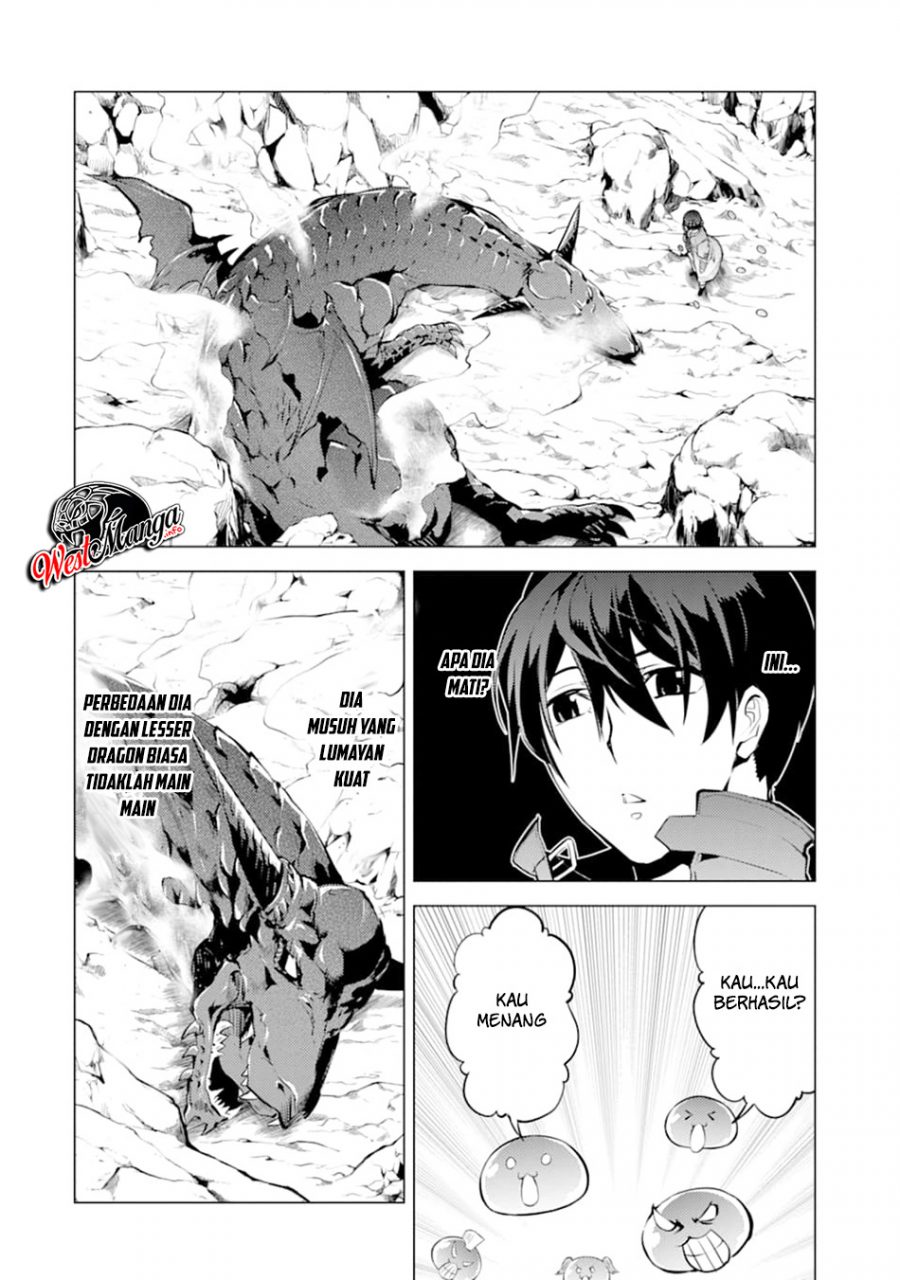 WestManga
.info
INI...
APA DIA
MATI?
DIA
MUSUH YANG
LUMAYAN
KUAT
PERBEDAAN DIA
DENGAN LESSER
DRAGON BIASA
TIDAKLAH MAIN
MAIN
KAU...KAU
BERHASIL?
KAU
MENANG